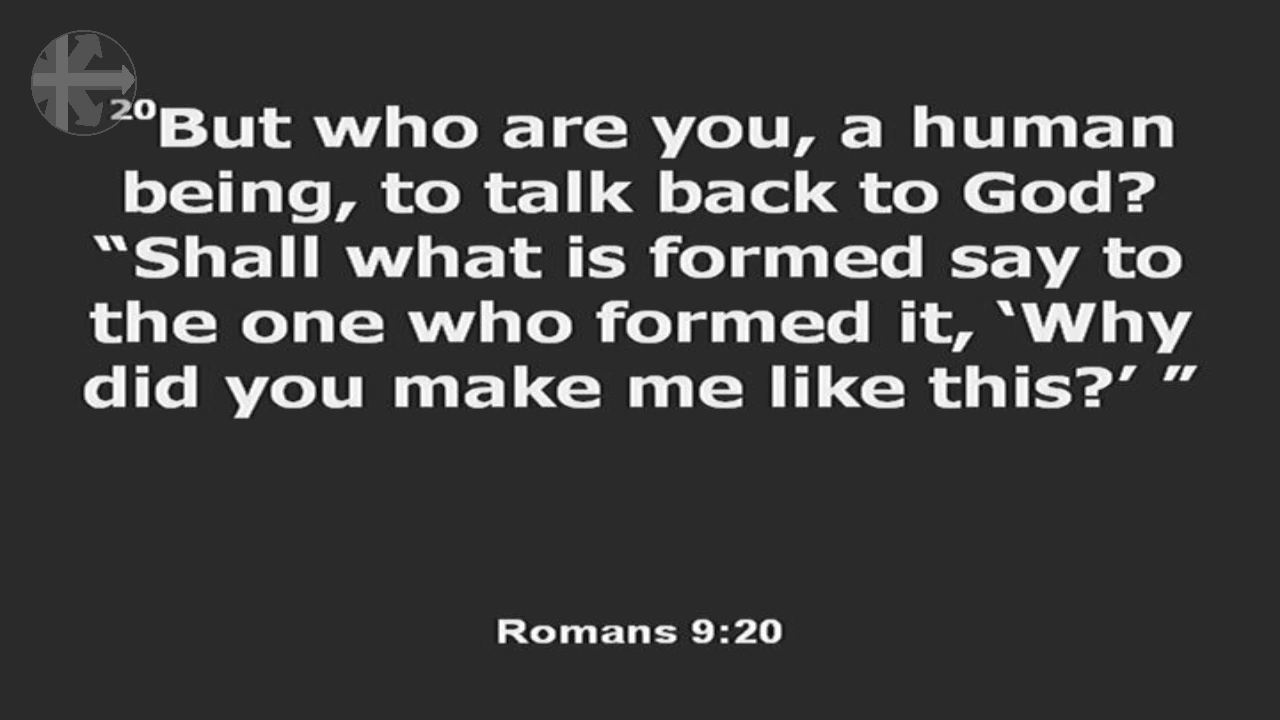 ²⁰But who are you, a human
being, to talk back to God?
“Shall what is formed say to
the one who formed it, ‘Why
did you make me like this?’ ”
Romans 9:20